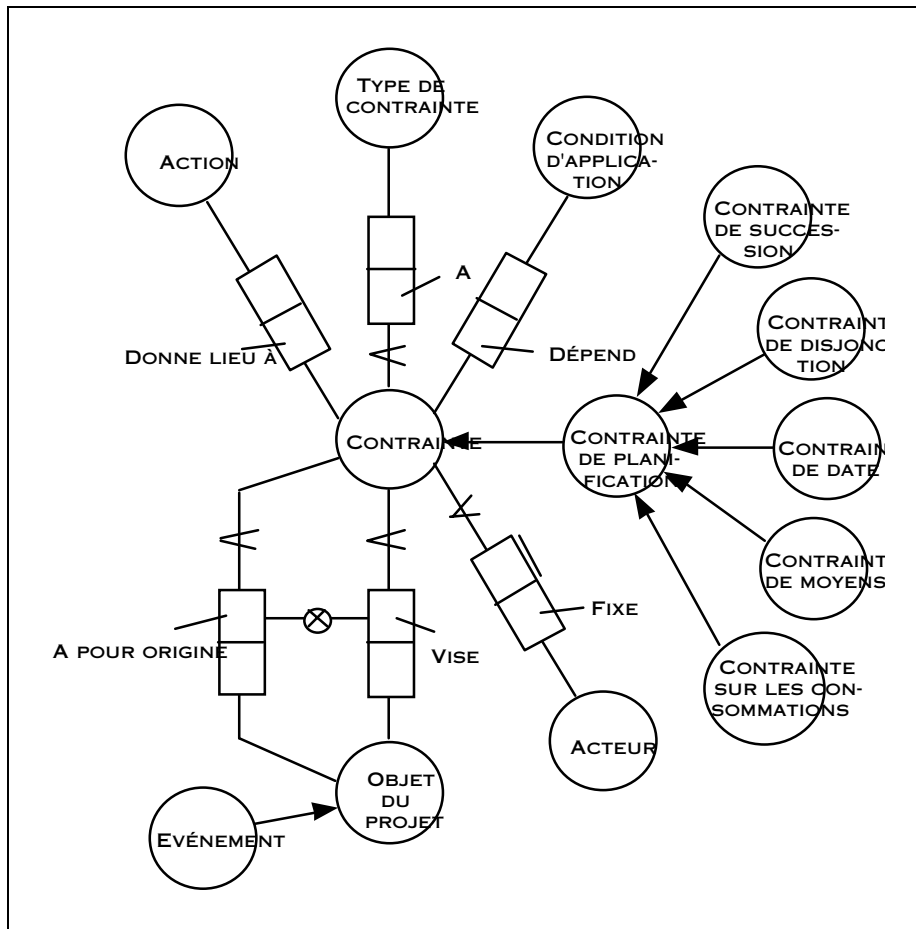 TYPE DE
CONTRAINTE
ACTION
CONDITION
D'APPLICA-
TION
CONTRAINTE
DE SUCCES-
SION
A
DONNE LIEU À
DÉPEND
CONTRAINT
DE DISJONC
TION
CONTRAINTE
CONTRAINTE
DE PLANI-
FICATION
CONTRAIN
DE DATE
CONTRAINT
DE MOYENS
FIXE
A POUR ORIGINE
VISE
CONTRAINTE
SUR LES CON-
SOMMATIONS
ACTEUR
OBJET
DU
PROJET
EVÉNEMENT